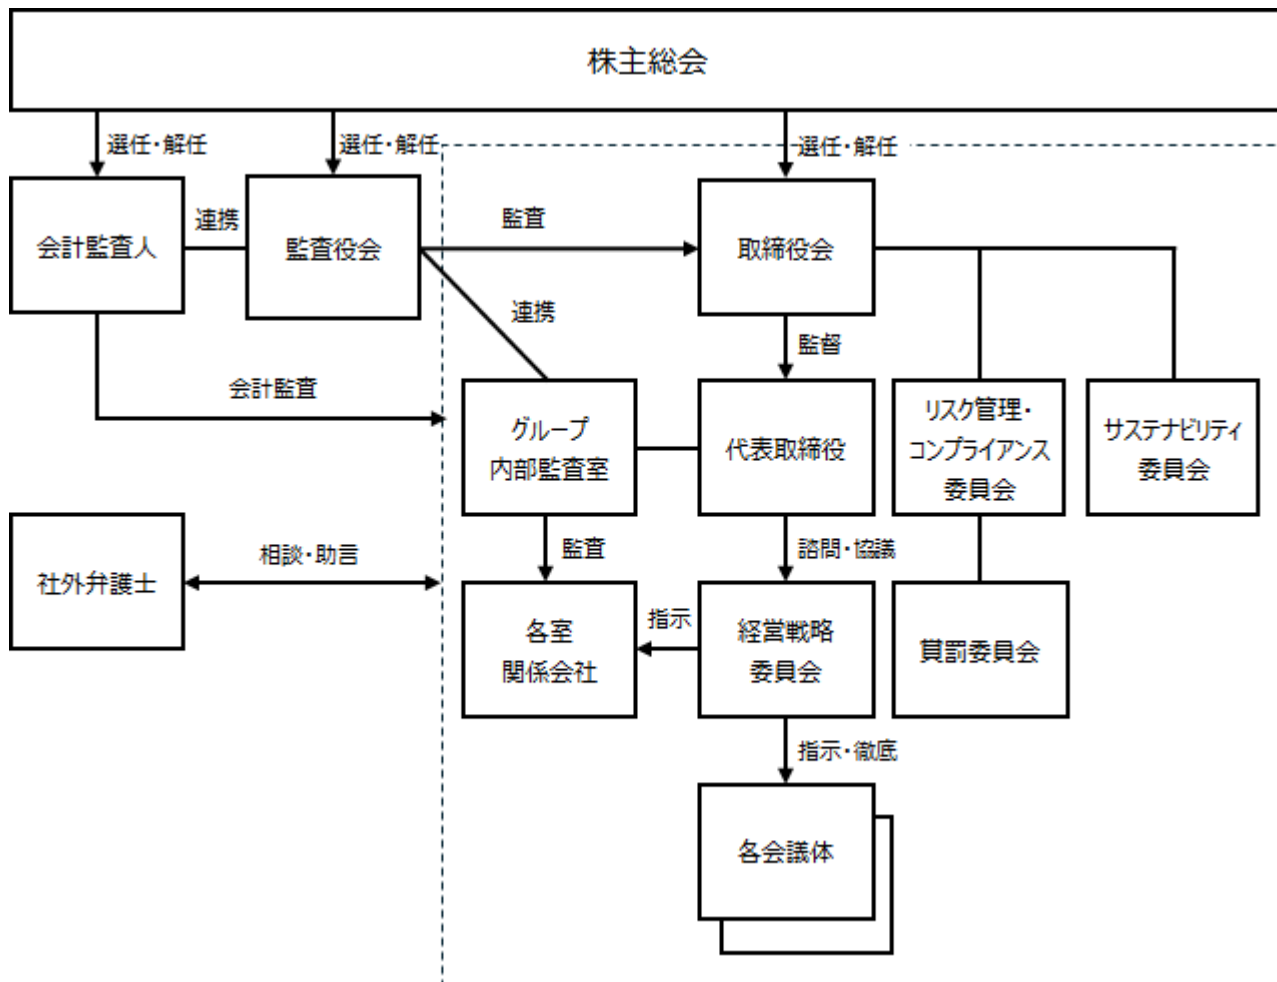 株主総会
選任・解任
選任・解任
選任・解任
会計監査人
連携
監査役会
監査
取締役会
連携
監督
会計監査
グループ
内部監査室
代表取締役
リスク管理・
コンプライアンス
委員会
サステナビリティ
委員会
社外弁護士
相談・助言
監査
諮問・協議
各室
関係会社
指示
経営戦略
委員会
賞罰委員会
指示・徹底
各会議体